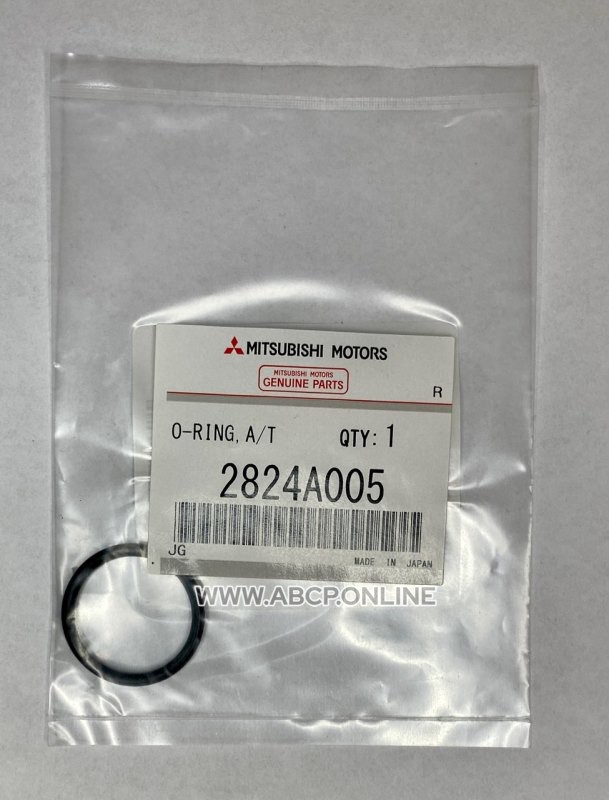 MITSUBISHI MOTORS
MITSUBISHI MOTORS
GENUINE PARTS
R
O-RING, A/T QTY: 1
2824A005
JG MADE IN JAPAN
WWW.ABCP.ONLINE